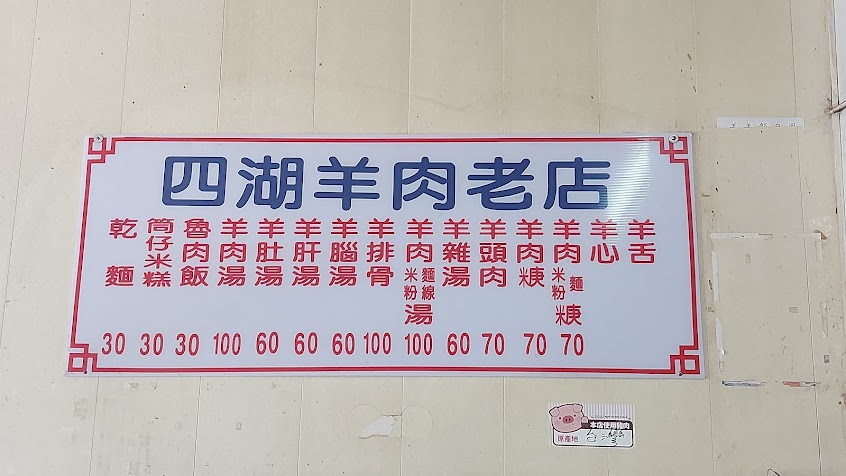 四湖羊肉老店
羊舌
羊心
羊肉米粉麵焿 70
羊肉焿 70
羊頭肉 70
羊雜湯 60
羊肉米粉麵線湯 100
羊排骨 100
羊腦湯 60
羊肝湯 60
羊肚湯 60
羊肉湯 100
魯肉飯 30
筒仔米糕 30
乾麵 30
本店使用豬肉
原產地 台灣